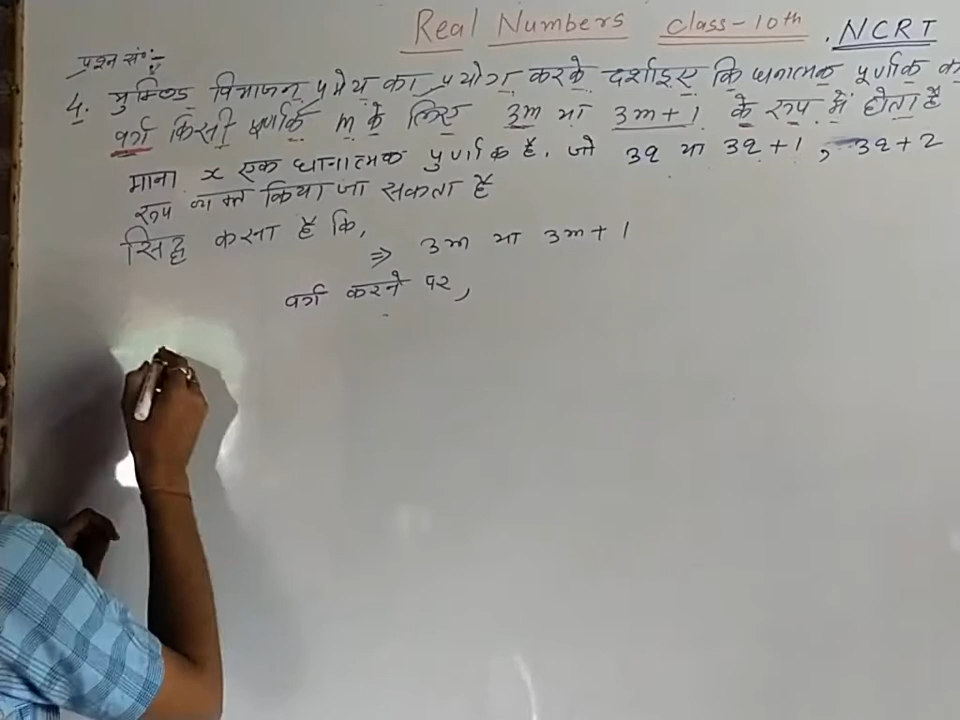 Real Numbers Class-10th . NCRT
प्रश्न सं०:-
4. युक्लिड विभाजन प्रमेय का प्रयोग करके दर्शाइए कि धनात्मक पूर्णांक का
वर्ग किसी पूर्णांक m के लिए 3m या 3m+1 के रूप में होता है
माना x एक धानात्मक पुर्णांक है. जो 3q या 3q+1, 3q+2
रूप व्यक्त किया जा सकता है
सिद्ध करना है कि,
⇒ 3m या 3m+1
वर्ग करने पर,